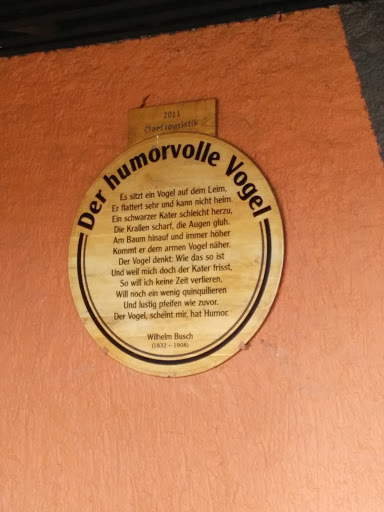 2011
Der humorvolle Vogel
Es sitzt ein Vogel auf dem Leim,
Er flattert sehr und kann nicht heim.
Ein schwarzer Kater schleicht herzu,
Die Krallen scharf, die Augen gluh.
Am Baum hinauf und immer höher
Kommt er dem armen Vogel näher.
Der Vogel denkt: Wie das so ist
Und weil mich doch der Kater frisst,
So will ich keine Zeit verlieren,
Will noch ein wenig quinquilieren
Und lustig pfeifen wie zuvor.
Der Vogel, scheint mir, hat Humor.
Wilhelm Busch
(1832 – 1908)